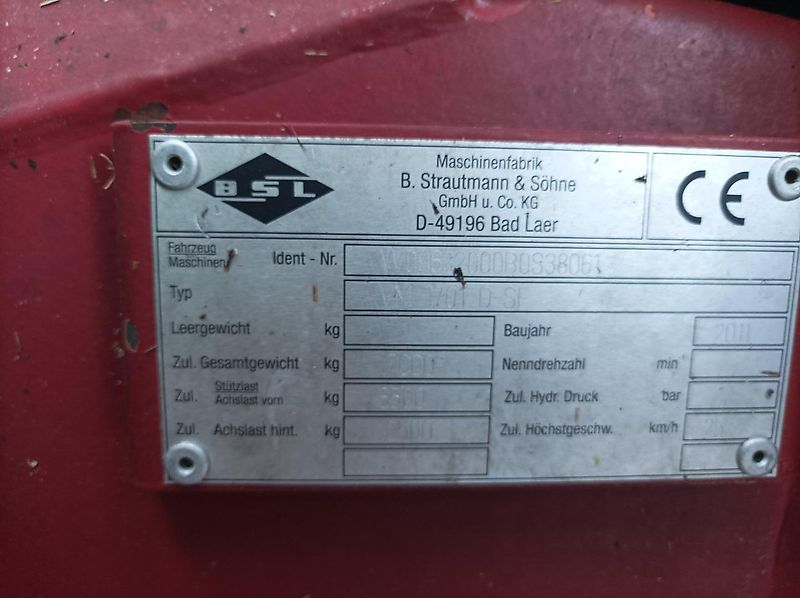 BSL
Maschinenfabrik
B. Strautmann & Söhne
GmbH u. Co. KG
D-49196 Bad Laer
CE
Fahrzeug
Maschinen
Ident - Nr.
Typ
Leergewicht kg
Baujahr 2011
Zul. Gesamtgewicht kg
Nenndrehzahl min
Zul. Stützlast
Achslast vorn kg
Zul. Hydr. Druck bar
Zul. Achslast hint. kg
Zul. Höchstgeschw. km/h